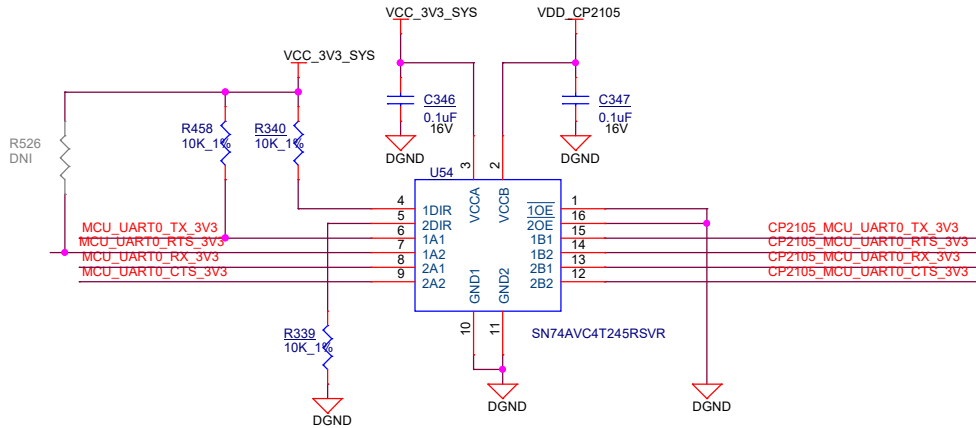 VCC_3V3_SYS
VDD_CP2105
VCC_3V3_SYS
C346
0.1uF
16V
C347
0.1uF
16V
R526
DNI
R458
10K_1%
R340
10K_1%
DGND
DGND
3
2
U54
VCCA
VCCB
4
1DIR
1OE
1
5
2DIR
2OE
16
MCU_UART0_TX_3V3
6
1A1
1B1
15
CP2105_MCU_UART0_TX_3V3
MCU_UART0_RTS_3V3
7
1A2
1B2
14
CP2105_MCU_UART0_RTS_3V3
MCU_UART0_RX_3V3
8
2A1
2B1
13
CP2105_MCU_UART0_RX_3V3
MCU_UART0_CTS_3V3
9
2A2
2B2
12
CP2105_MCU_UART0_CTS_3V3
GND1
GND2
10
11
SN74AVC4T245RSVR
R339
10K_1%
DGND
DGND
DGND